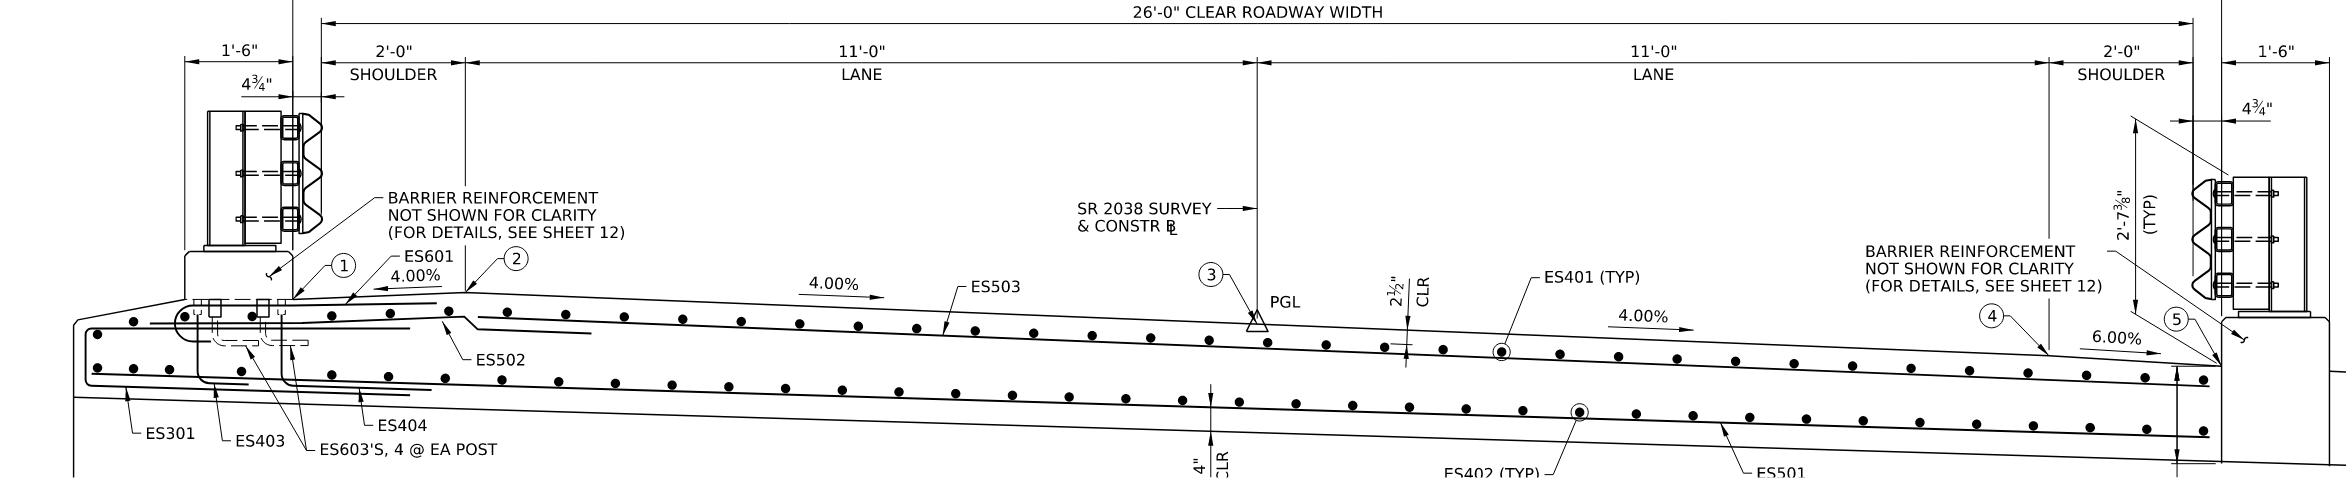 26'-0" CLEAR ROADWAY WIDTH
1'-6"
2'-0"
11'-0"
11'-0"
2'-0"
1'-6"
SHOULDER
LANE
LANE
SHOULDER
4¾"
4¾"
2'-7⅜"
(TYP)
BARRIER REINFORCEMENT
NOT SHOWN FOR CLARITY
(FOR DETAILS, SEE SHEET 12)
SR 2038 SURVEY
& CONSTR ⅊
BARRIER REINFORCEMENT
NOT SHOWN FOR CLARITY
(FOR DETAILS, SEE SHEET 12)
1
ES601
2
4.00%
4.00%
ES503
3
PGL
2½"
CLR
ES401 (TYP)
4.00%
4
5
6.00%
ES502
ES301
ES403
ES404
ES603'S, 4 @ EA POST
4"
CLR
ES402 (TYP)
ES501